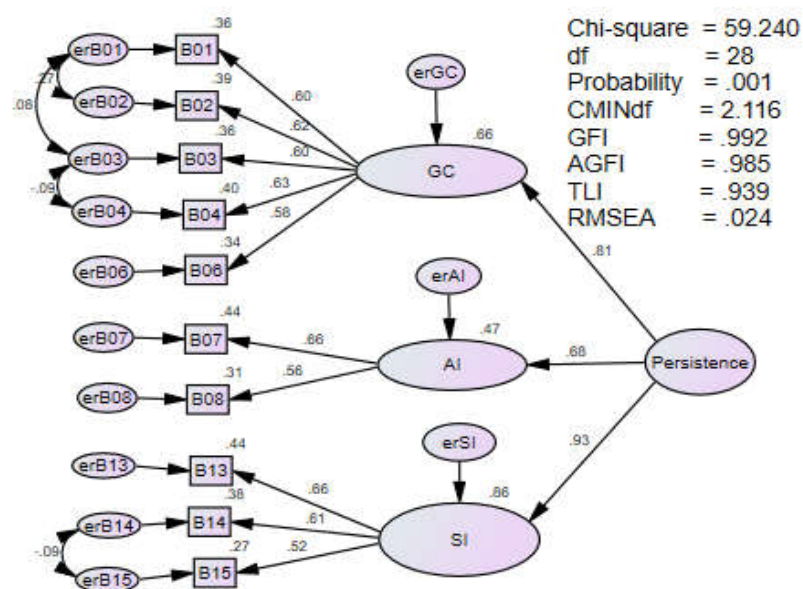 Chi-square = 59.240
df = 28
Probability = .001
CMINdf = 2.116
GFI = .992
AGFI = .985
TLI = .939
RMSEA = .024
.36
erB01
B01
erGC
.27
.39
.60
.08
erB02
B02
.62
.66
.36
.60
erB03
B03
GC
-.09
.40
.63
erB04
B04
.58
.34
.81
erB06
B06
erAI
.44
.47
erB07
B07
.66
.68
AI
Persistence
.31
.56
erB08
B08
.93
.44
erSI
erB13
B13
.66
.86
.38
erB14
B14
.61
SI
.27
.52
-.09
erB15
B15